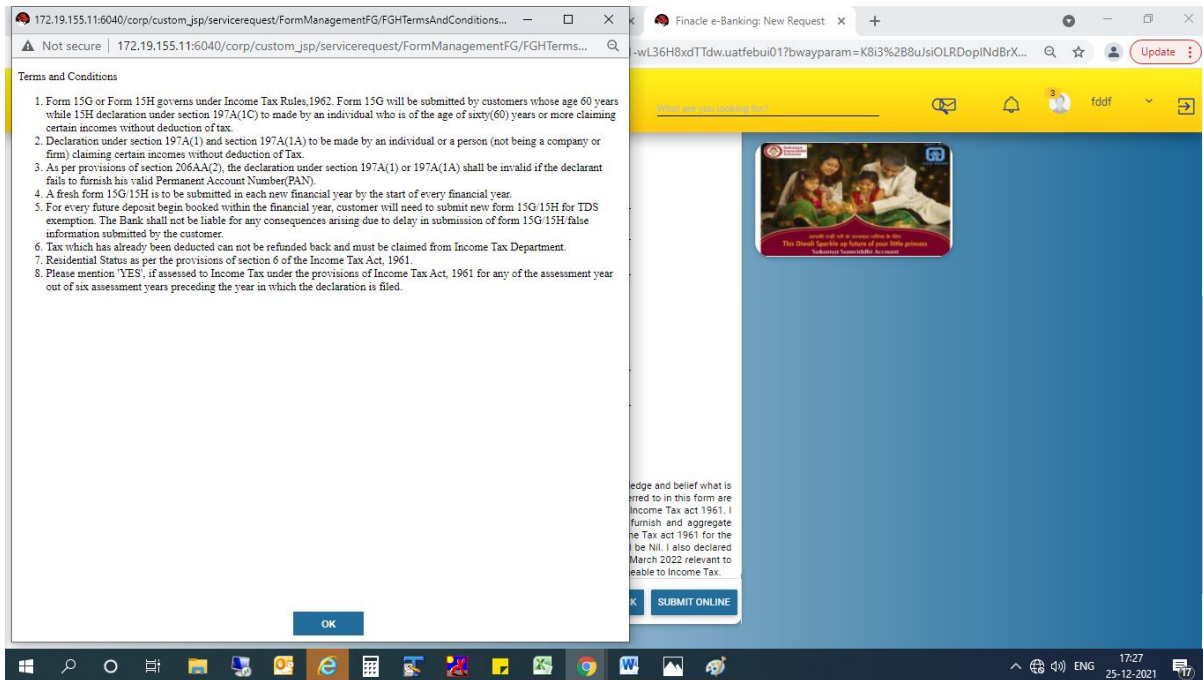 172.19.155.11:6040/corp/custom_jsp/servicerequest/FormManagementFG/FGHTermsAndConditions...
Finacle e-Banking: New Request
Not secure | 172.19.155.11:6040/corp/custom_jsp/servicerequest/FormManagementFG/FGHTerms...
-wL36H8xdTTdw.uatfebui01?bwayparam=K8i3%2B8uJsiOLRDoplNdBrX...
Update
Terms and Conditions
1. Form 15G or Form 15H governs under Income Tax Rules,1962. Form 15G will be submitted by customers whose age 60 years
while 15H declaration under section 197A(1C) to made by an individual who is of the age of sixty(60) years or more claiming
certain incomes without deduction of tax.
2. Declaration under section 197A(1) and section 197A(1A) to be made by an individual or a person (not being a company or
firm) claiming certain incomes without deduction of Tax.
3. As per provisions of section 206AA(2), the declaration under section 197A(1) or 197A(1A) shall be invalid if the declarant
fails to furnish his valid Permanent Account Number(PAN).
4. A fresh form 15G/15H is to be submitted in each new financial year by the start of every financial year.
5. For every future deposit begin booked within the financial year, customer will need to submit new form 15G/15H for TDS
exemption. The Bank shall not be liable for any consequences arising due to delay in submission of form 15G/15H/false
information submitted by the customer.
6. Tax which has already been deducted can not be refunded back and must be claimed from Income Tax Department.
7. Residential Status as per the provisions of section 6 of the Income Tax Act, 1961.
8. Please mention 'YES', if assessed to Income Tax under the provisions of Income Tax Act, 1961 for any of the assessment year
out of six assessment years preceding the year in which the declaration is filed.
OK
What are you looking for?
3
fddf
This Diwali Sparkle up future of your little princess
Sukanya Samriddhi Account
edge and belief what is
erred to in this form are
Income Tax act 1961. I
furnish and aggregate
ne Tax act 1961 for the
l be Nil. I also declared
March 2022 relevant to
eable to Income Tax.
K
SUBMIT ONLINE
ENG
17:27
25-12-2021
17